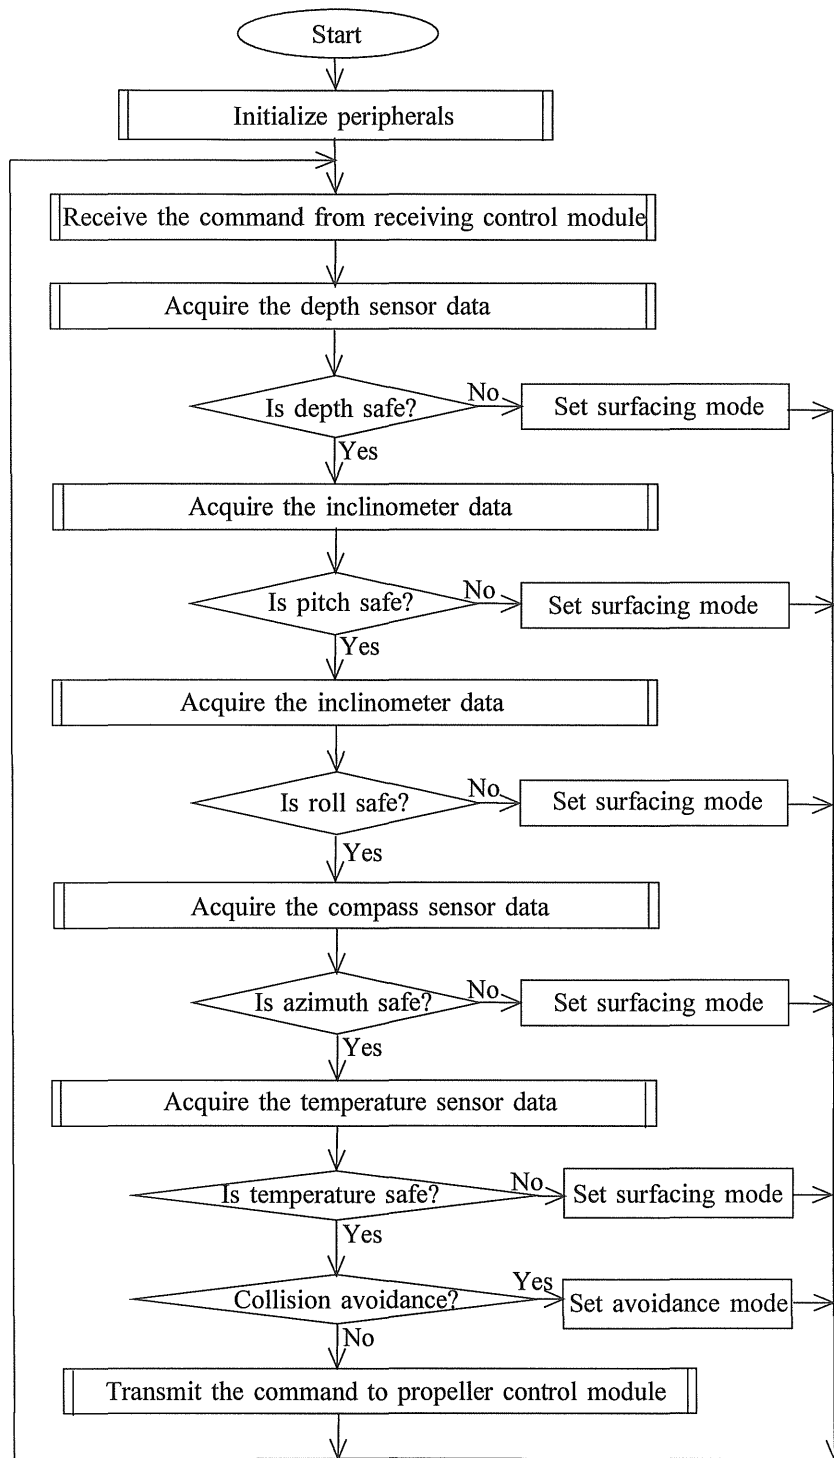 Start
Initialize peripherals
Receive the command from receiving control module
Acquire the depth sensor data
Is depth safe?
No
Set surfacing mode
Yes
Acquire the inclinometer data
Is pitch safe?
No
Set surfacing mode
Yes
Acquire the inclinometer data
Is roll safe?
No
Set surfacing mode
Yes
Acquire the compass sensor data
Is azimuth safe?
No
Set surfacing mode
Yes
Acquire the temperature sensor data
Is temperature safe?
No
Set surfacing mode
Yes
Collision avoidance?
Yes
Set avoidance mode
No
Transmit the command to propeller control module